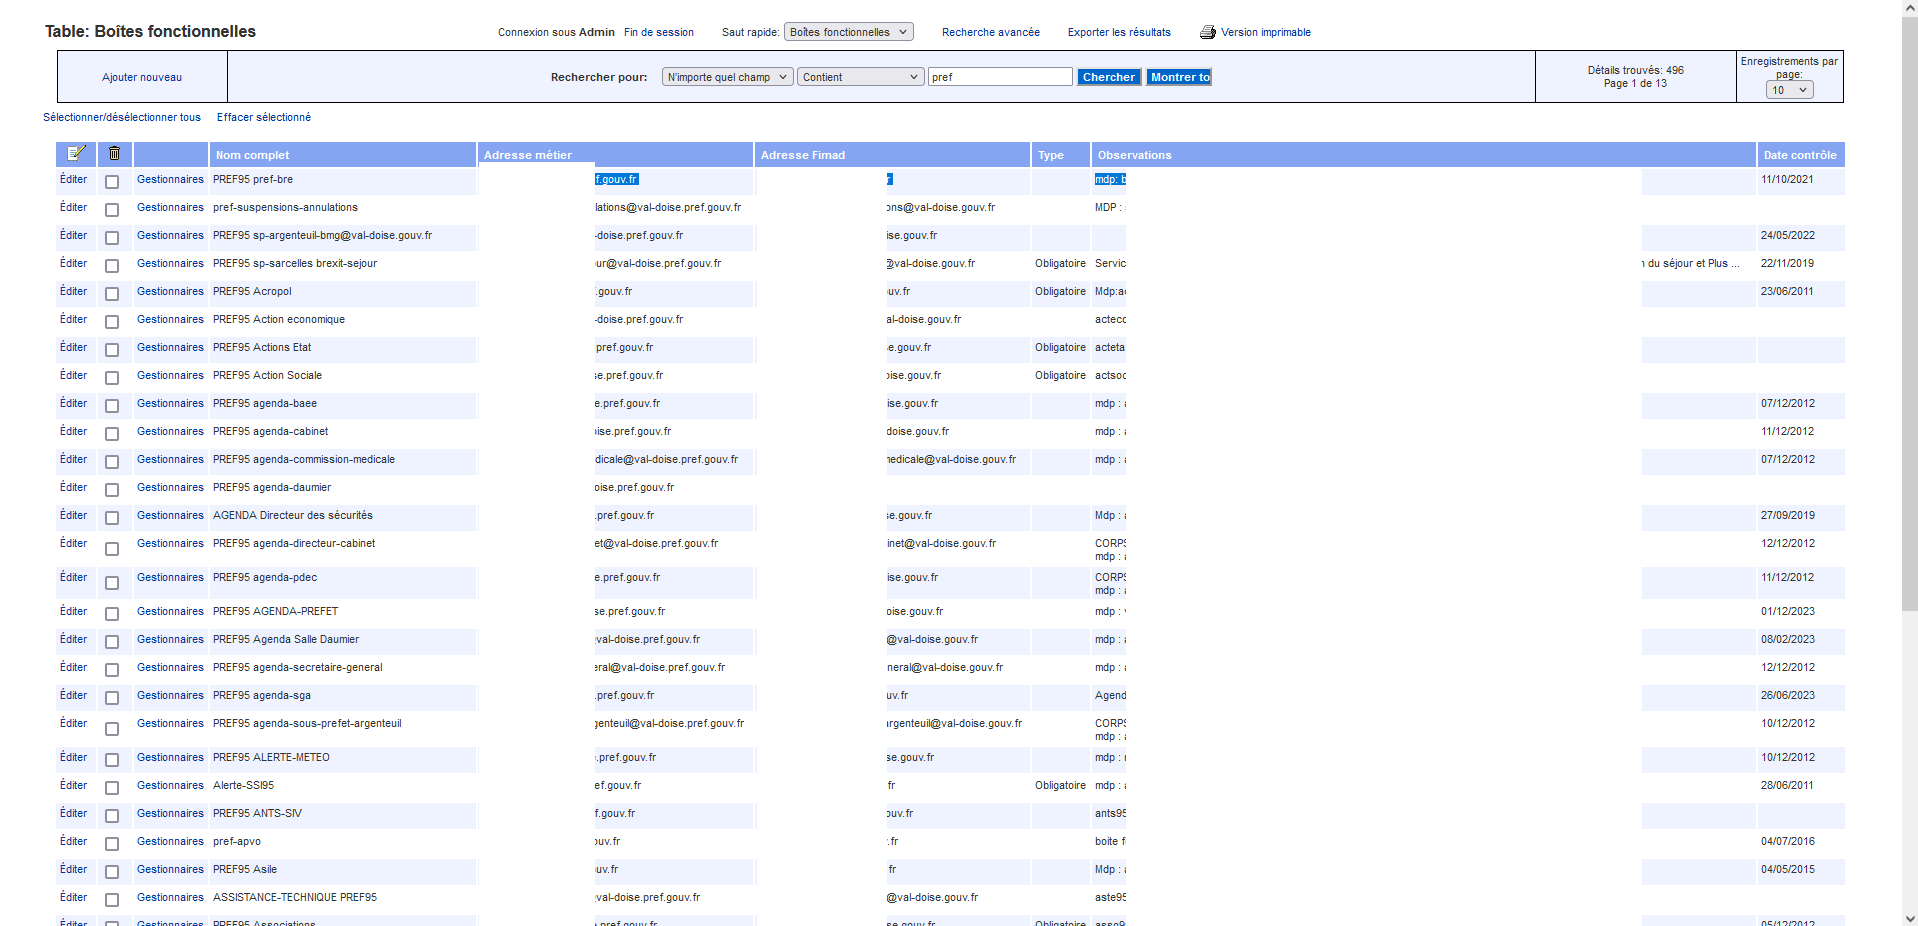 Table: Boîtes fonctionnelles Connexion sous Admin Fin de session Saut rapide: Boîtes fonctionnelles Recherche avancée Exporter les résultats Version imprimable
Ajouter nouveau Rechercher pour: N'importe quel champ Contient pref Chercher Montrer to Détails trouvés: 496 Page 1 de 13 Enregistrements par page: 10
Sélectionner/désélectionner tous Effacer sélectionné
Nom complet Adresse métier Adresse Fimad Type Observations Date contrôle
Éditer Gestionnaires PREF95 pref-bre f.gouv.fr r mdp: b 11/10/2021
Éditer Gestionnaires pref-suspensions-annulations lations@val-doise.pref.gouv.fr ons@val-doise.gouv.fr MDP :
Éditer Gestionnaires PREF95 sp-argenteuil-bmg@val-doise.gouv.fr -doise.pref.gouv.fr ise.gouv.fr 24/05/2022
Éditer Gestionnaires PREF95 sp-sarcelles brexit-sejour ur@val-doise.pref.gouv.fr @val-doise.gouv.fr Obligatoire Servic du séjour et Plus ... 22/11/2019
Éditer Gestionnaires PREF95 Acropol .gouv.fr uv.fr Obligatoire Mdp:a 23/06/2011
Éditer Gestionnaires PREF95 Action economique -doise.pref.gouv.fr al-doise.gouv.fr actec
Éditer Gestionnaires PREF95 Actions Etat pref.gouv.fr e.gouv.fr Obligatoire acteta
Éditer Gestionnaires PREF95 Action Sociale se.pref.gouv.fr oise.gouv.fr Obligatoire actsoc
Éditer Gestionnaires PREF95 agenda-baee e.pref.gouv.fr ise.gouv.fr mdp : 07/12/2012
Éditer Gestionnaires PREF95 agenda-cabinet oise.pref.gouv.fr doise.gouv.fr mdp : 11/12/2012
Éditer Gestionnaires PREF95 agenda-commission-medicale dicale@val-doise.pref.gouv.fr medicale@val-doise.gouv.fr mdp : 07/12/2012
Éditer Gestionnaires PREF95 agenda-daumier oise.pref.gouv.fr
Éditer Gestionnaires AGENDA Directeur des sécurités .pref.gouv.fr se.gouv.fr Mdp : 27/09/2019
Éditer Gestionnaires PREF95 agenda-directeur-cabinet et@val-doise.pref.gouv.fr inet@val-doise.gouv.fr CORPS 12/12/2012
mdp :
Éditer Gestionnaires PREF95 agenda-pdec e.pref.gouv.fr ise.gouv.fr CORPS 11/12/2012
mdp :
Éditer Gestionnaires PREF95 AGENDA-PREFET se.pref.gouv.fr oise.gouv.fr mdp : 01/12/2023
Éditer Gestionnaires PREF95 Agenda Salle Daumier val-doise.pref.gouv.fr @val-doise.gouv.fr mdp : 08/02/2023
Éditer Gestionnaires PREF95 agenda-secretaire-general eral@val-doise.pref.gouv.fr neral@val-doise.gouv.fr mdp : 12/12/2012
Éditer Gestionnaires PREF95 agenda-sga .pref.gouv.fr uv.fr Agend 26/06/2023
Éditer Gestionnaires PREF95 agenda-sous-prefet-argenteuil genteuil@val-doise.pref.gouv.fr argenteuil@val-doise.gouv.fr CORPS 10/12/2012
mdp :
Éditer Gestionnaires PREF95 ALERTE-METEO .pref.gouv.fr se.gouv.fr mdp : 10/12/2012
Éditer Gestionnaires Alerte-SSI95 ef.gouv.fr fr Obligatoire mdp : 28/06/2011
Éditer Gestionnaires PREF95 ANTS-SIV f.gouv.fr ouv.fr ants95
Éditer Gestionnaires pref-apvo ouv.fr .fr boite f 04/07/2016
Éditer Gestionnaires PREF95 Asile uv.fr fr Mdp : 04/05/2015
Éditer Gestionnaires ASSISTANCE-TECHNIQUE PREF95 val-doise.pref.gouv.fr @val-doise.gouv.fr aste95
Éditer Gestionnaires PREF95 Associations pref.gouv.fr se.gouv.fr Obligatoire asso9 05/12/2012